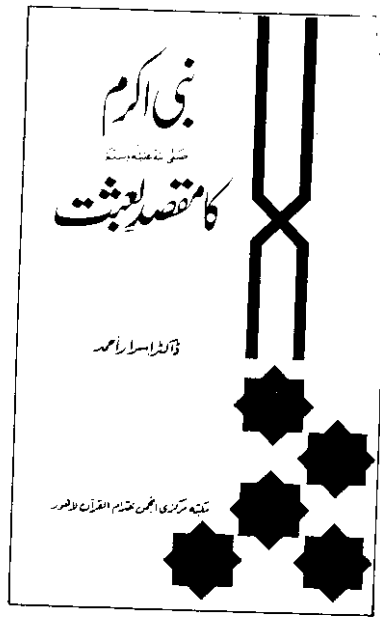 نبی اکرم
صلی اللہ علیہ وسلم
کا مقصدِ بعثت
ڈاکٹر اسرار احمد
مکتبہ مرکزی انجمن خدام القرآن لاہور